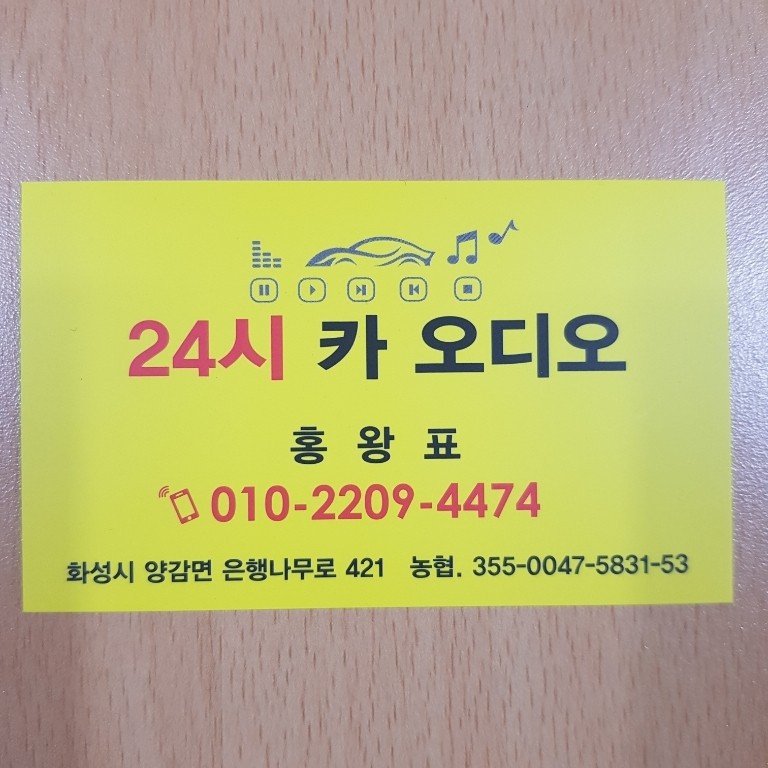 24시 카 오디오
홍 왕 표
010-2209-4474
화성시 양감면 은행나무로 421 농협. 355-0047-5831-53